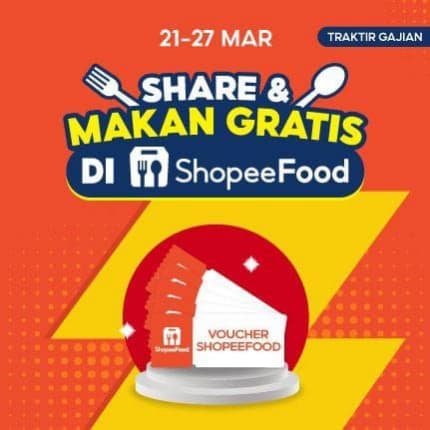 21-27 MAR
TRAKTIR GAJIAN
SHARE &
MAKAN GRATIS
DI ShopeeFood
VOUCHER
SHOPEEFOOD
ShopeeFood